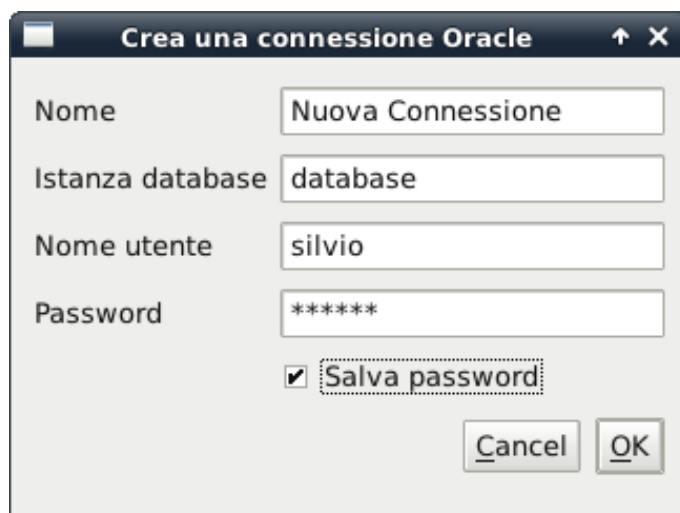 Crea una connessione Oracle
Nome Nuova Connessione
Istanza database database
Nome utente silvio
Password ******
Salva password
Cancel OK